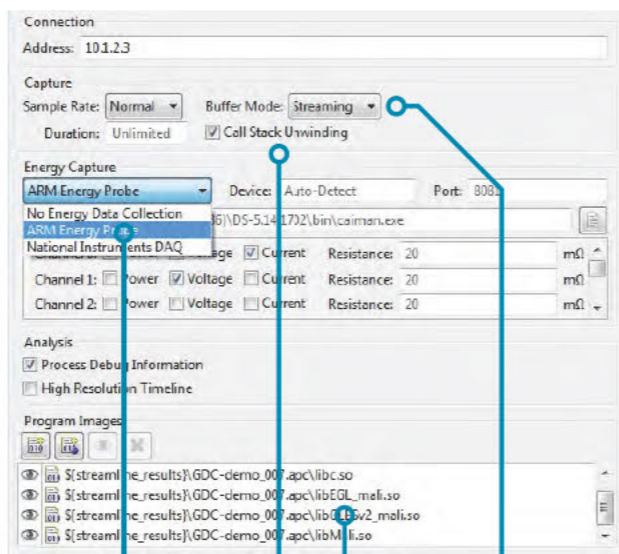 Connection
Address: 10.1.2.3
Capture
Sample Rate: Normal Buffer Mode: Streaming
Duration: Unlimited Call Stack Unwinding
Energy Capture
ARM Energy Probe Device: Auto-Detect Port: 808
No Energy Data Collection
ARM Energy \DS-5.14.1702\bin\caiman.exe
National Instruments DAQ Current Resistance: 20 mΩ
Channel 1: Power Voltage Current Resistance: 20 mΩ
Channel 2: Power Voltage Current Resistance: 20 mΩ
Analysis
Process Debug Information
High Resolution Timeline
Program Images
${streamline_results}\GDC-demo_007.apc\libc.so
${streamline_results}\GDC-demo_007.apc\libEGL_mali.so
${streamline_results}\GDC-demo_007.apc\libGLESv2_mali.so
${streamline_results}\GDC-demo_007.apc\libMali.so